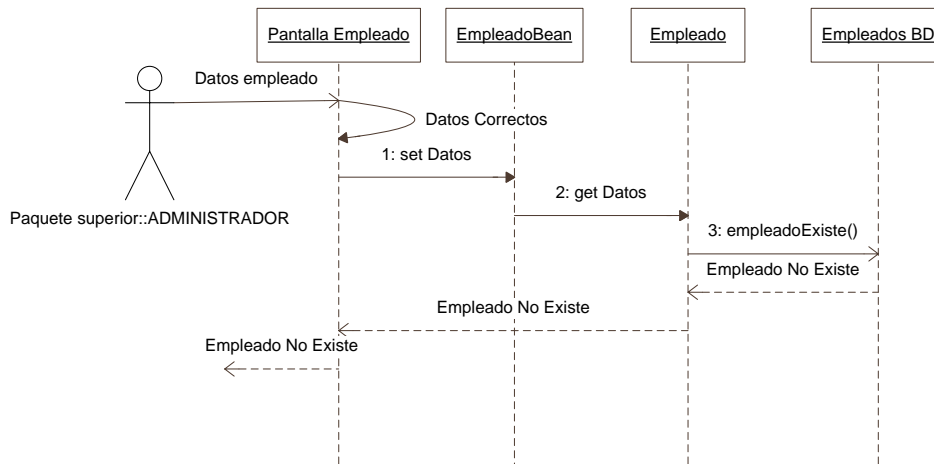 Pantalla Empleado
EmpleadoBean
Empleado
Empleados BD
Datos empleado
Datos Correctos
1: set Datos
2: get Datos
Paquete superior::ADMINISTRADOR
3: empleadoExiste()
Empleado No Existe
Empleado No Existe
Empleado No Existe